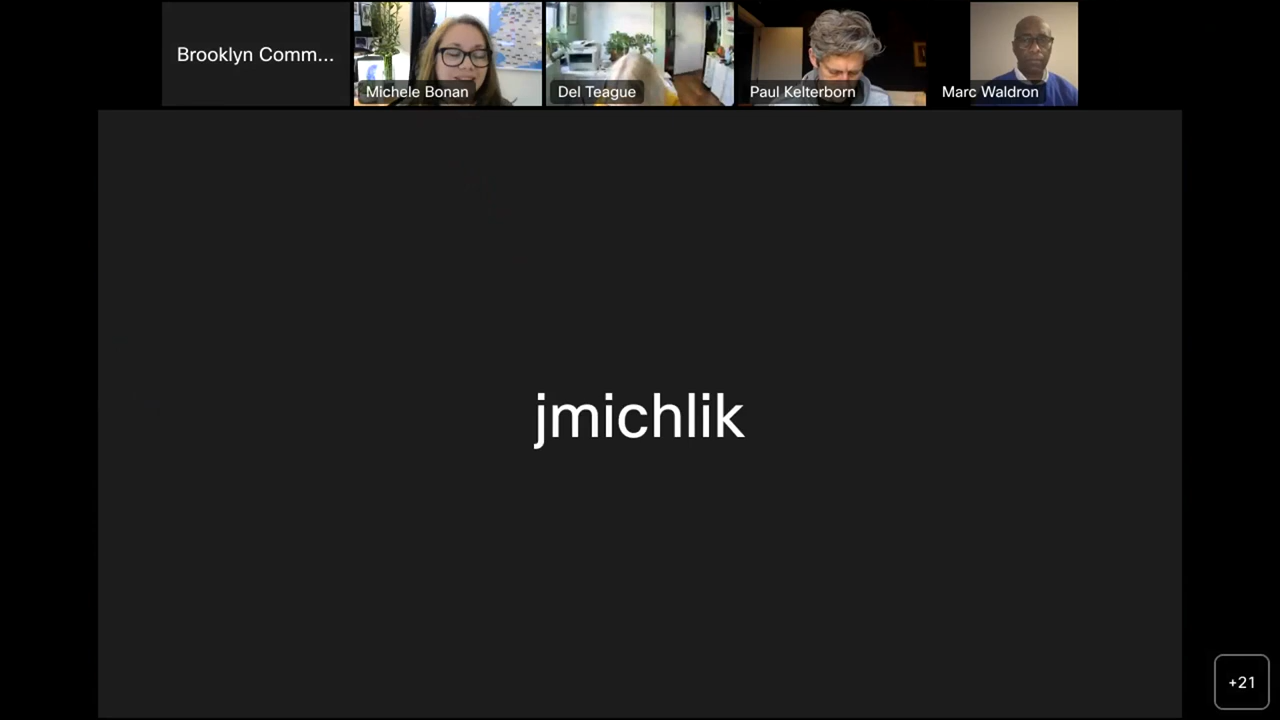 Brooklyn Comm...
Michele Bonan
Del Teague
Paul Kelterborn
Marc Waldron
jmichlik
+21